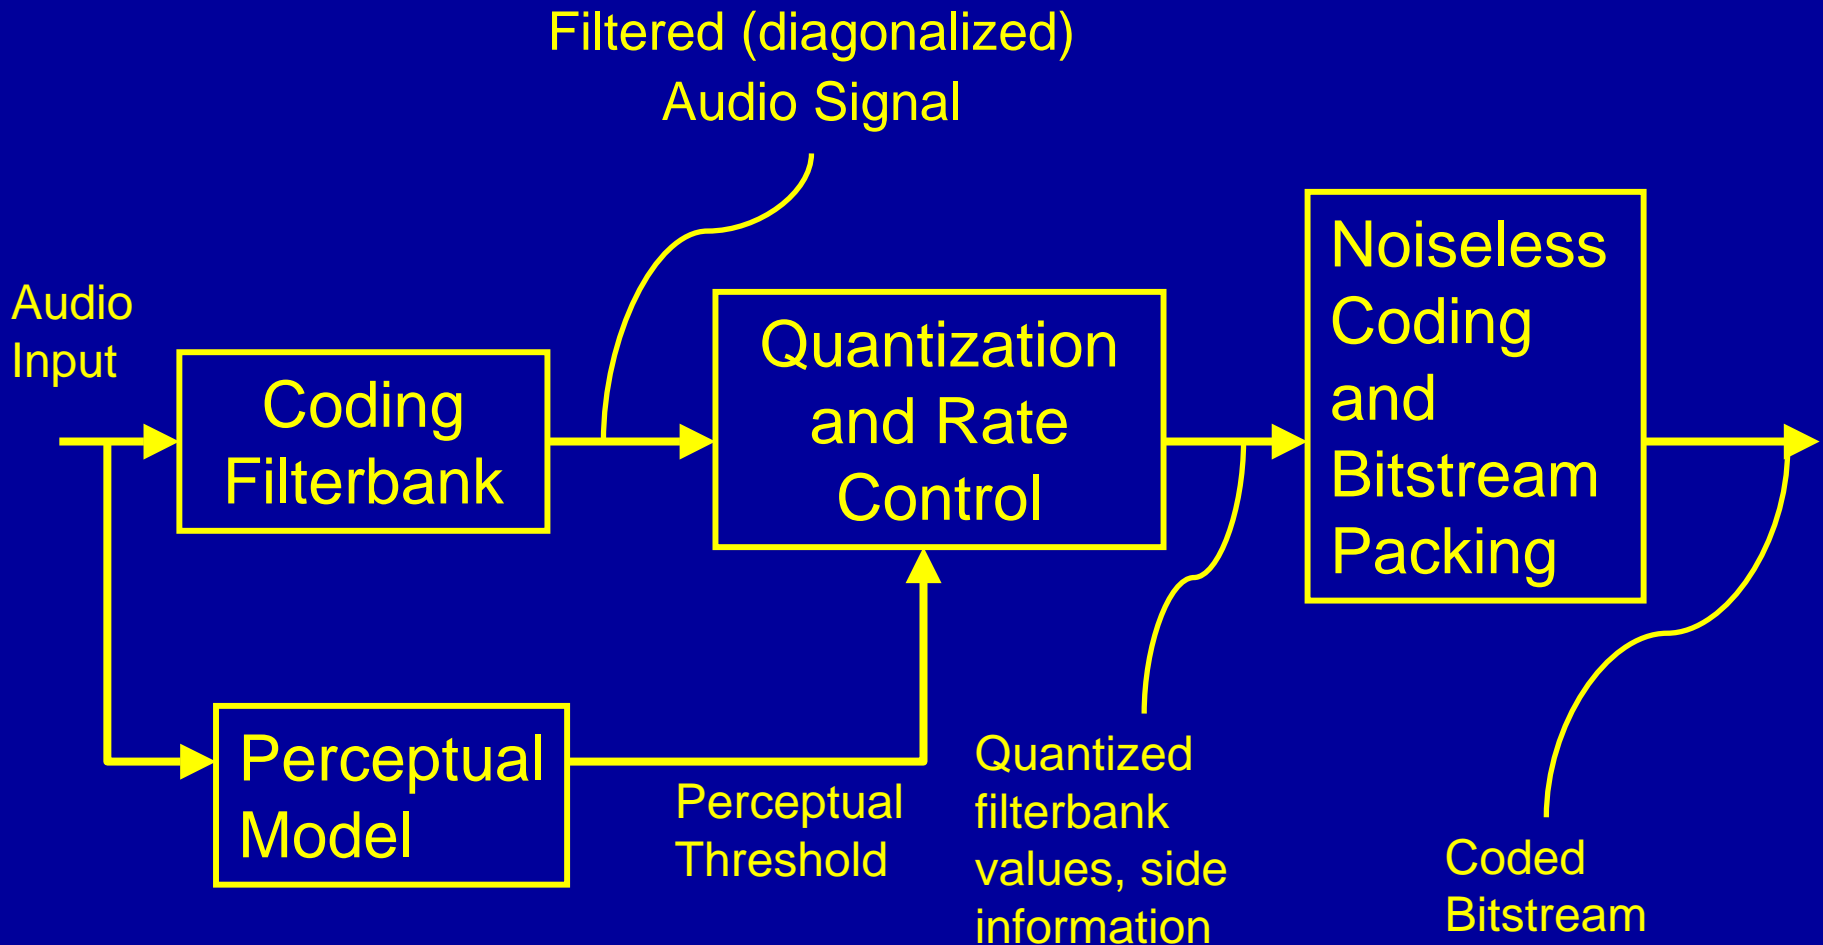 Filtered (diagonalized)
Audio Signal
Audio
Input
Coding
Filterbank
Quantization
and Rate
Control
Noiseless
Coding
and
Bitstream
Packing
Perceptual
Model
Perceptual
Threshold
Quantized
filterbank
values, side
information
Coded
Bitstream